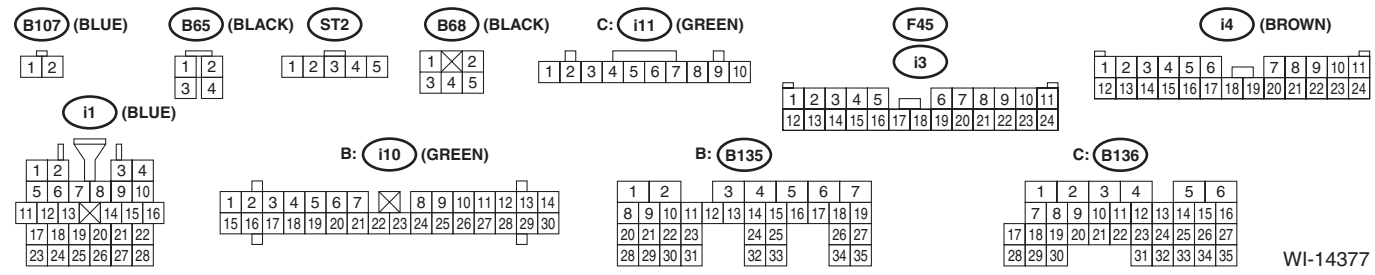 B107 (BLUE)
B65 (BLACK)
ST2
B68 (BLACK)
C: i11 (GREEN)
F45
i3
i4 (BROWN)
1 2
1 2
3 4
1 2 3 4 5
1 2
3 4 5
1 2 3 4 5 6 7 8 9 10
1 2 3 4 5 6 7 8 9 10 11
12 13 14 15 16 17 18 19 20 21 22 23 24
1 2 3 4 5 6 7 8 9 10 11
12 13 14 15 16 17 18 19 20 21 22 23 24
i1 (BLUE)
1 2 3 4
5 6 7 8 9 10
11 12 13 14 15 16
17 18 19 20 21 22
23 24 25 26 27 28
B: i10 (GREEN)
1 2 3 4 5 6 7 8 9 10 11 12 13 14
15 16 17 18 19 20 21 22 23 24 25 26 27 28 29 30
B: B135
1 2 3 4 5 6 7
8 9 10 11 12 13 14 15 16 17 18 19
20 21 22 23 24 25 26 27
28 29 30 31 32 33 34 35
C: B136
1 2 3 4 5 6
7 8 9 10 11 12 13 14 15 16
17 18 19 20 21 22 23 24 25 26 27
28 29 30 31 32 33 34 35
WI-14377